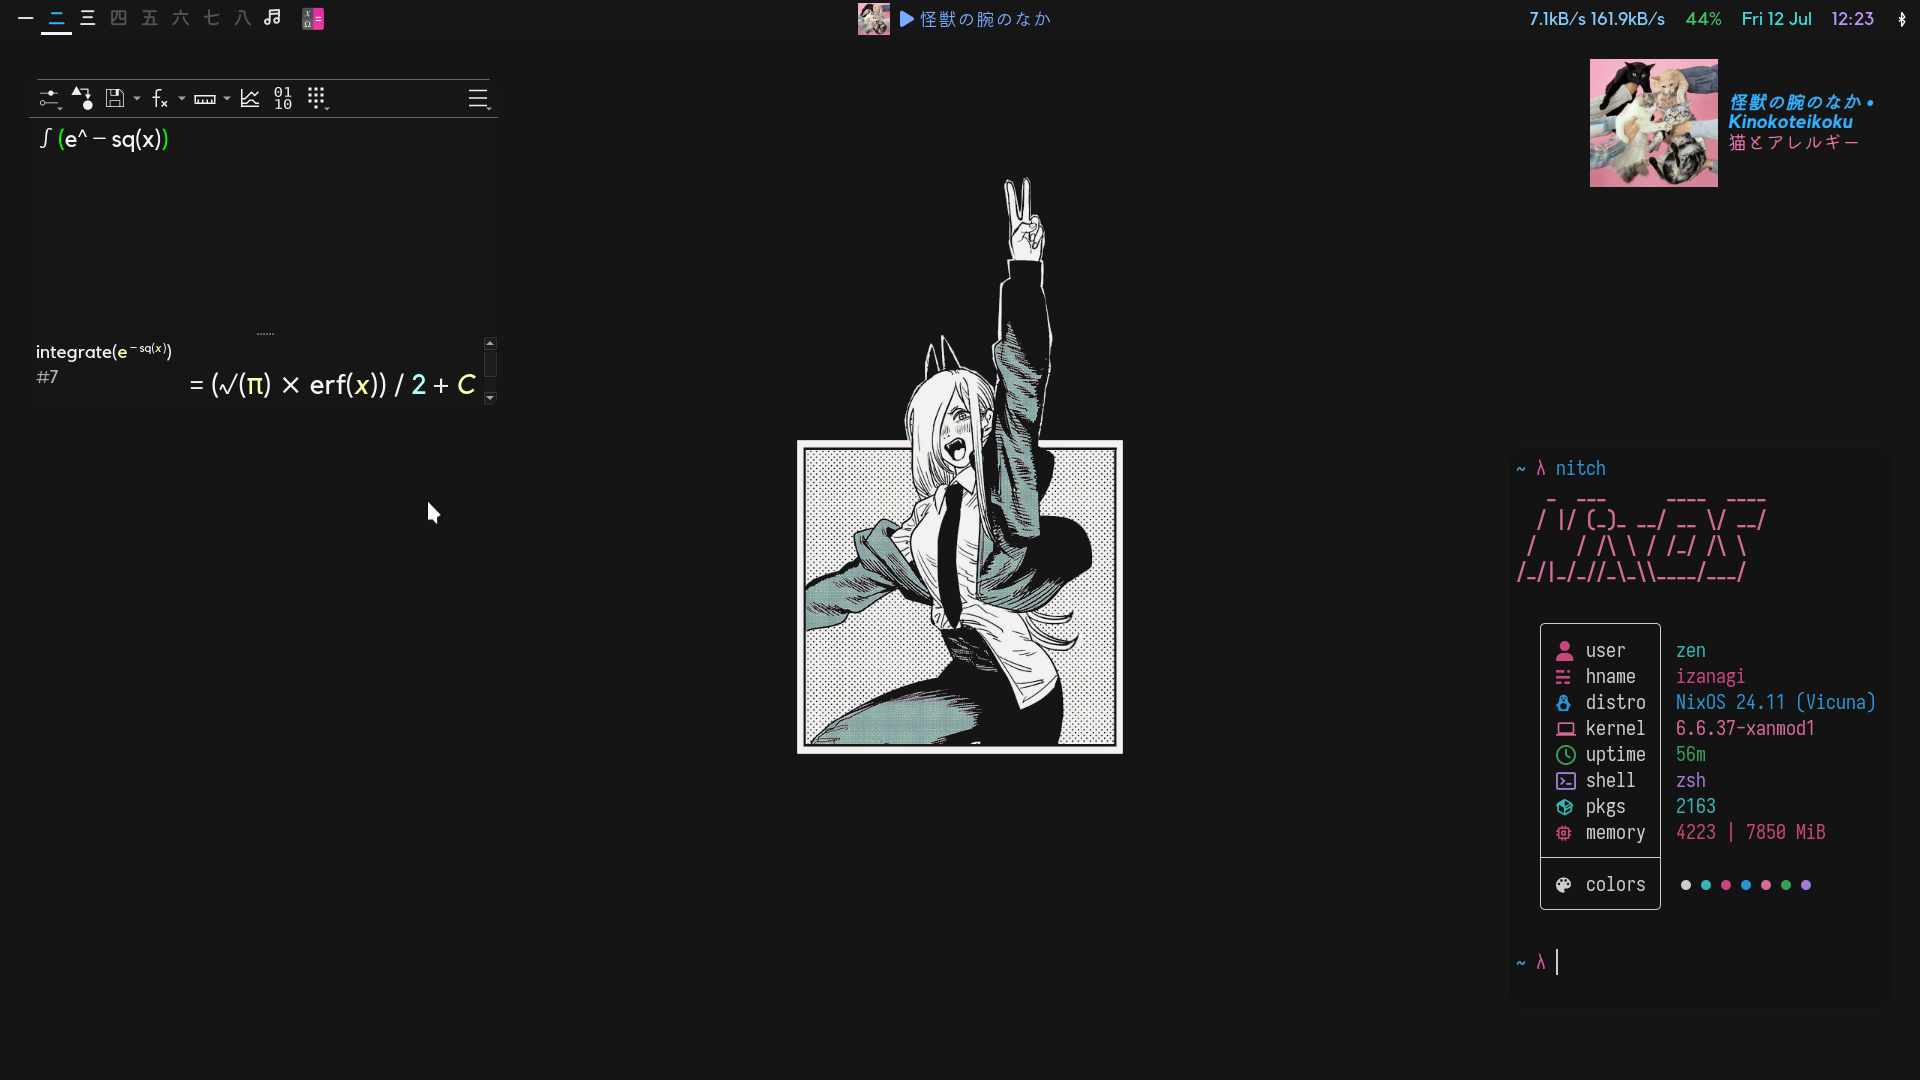 一 二 三 四 五 六 七 八
怪獣の腕のなか
7.1kB/s 161.9kB/s 44% Fri 12 Jul 12:23
01
10
∫ (e^ − sq(x))
integrate(e^−sq(x))
#7
= (√(π) × erf(x)) / 2 + C
怪獣の腕のなか •
Kinokoteikoku
猫とアレルギー
~ λ nitch
user zen
hname izanagi
distro NixOS 24.11 (Vicuna)
kernel 6.6.37-xanmod1
uptime 56m
shell zsh
pkgs 2163
memory 4223 | 7850 MiB
colors
~ λ